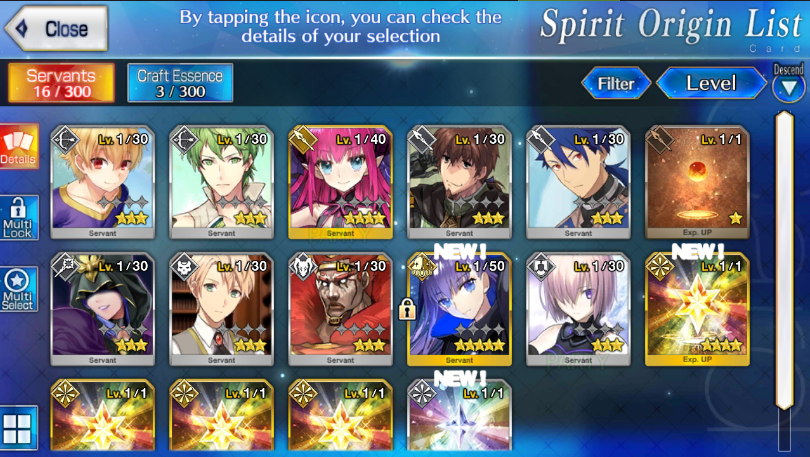 Close
By tapping the icon, you can check the
details of your selection
Spirit Origin List
Card
Servants
16 / 300
Craft Essence
3 / 300
Filter
Level
Descend
Details
Multi
Lock
Multi
Select
Lv. 1/30
Lv. 1/30
Lv. 1/40
Lv. 1/30
Lv. 1/30
Lv. 1/1
Servant
Servant
Servant
Servant
Exp. UP
NEW!
NEW!
Lv. 1/30
Lv. 1/30
Lv. 1/30
Lv. 1/50
Lv. 1/30
Lv. 1/1
Servant
Servant
Servant
Servant
Servant
Exp. UP
NEW!
Lv. 1/1
Lv. 1/1
Lv. 1/1
Lv. 1/1